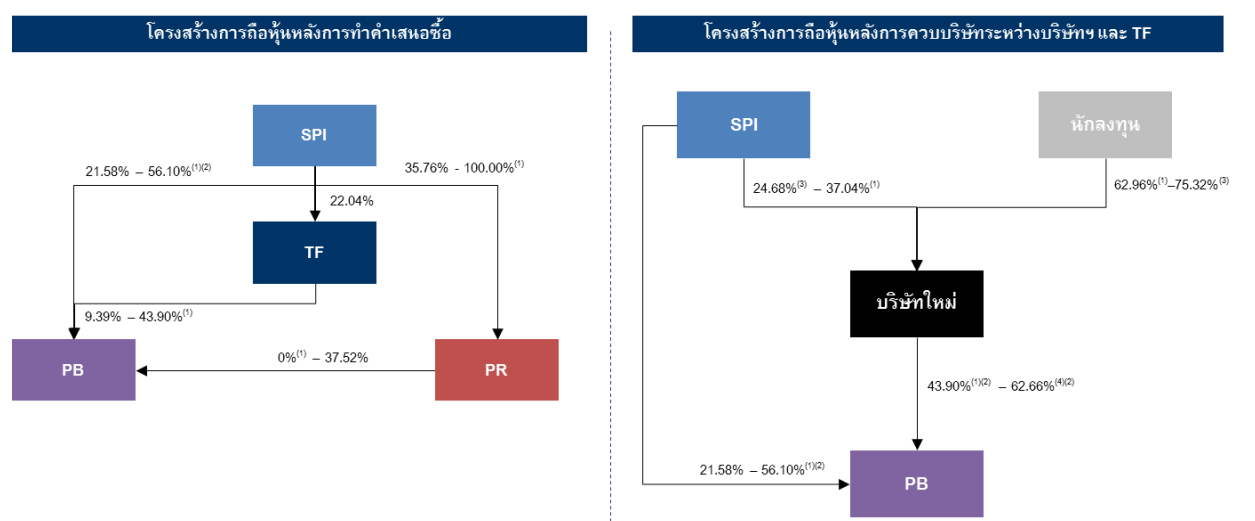 โครงสร้างการถือหุ้นหลังการทำคำเสนอซื้อ
SPI
21.58% – 56.10%(1)(2)
35.76% - 100.00%(1)
22.04%
TF
9.39% – 43.90%(1)
PB
0%(1) – 37.52%
PR
โครงสร้างการถือหุ้นหลังการควบบริษัทระหว่างบริษัทฯ และ TF
SPI
นักลงทุน
24.68%(3) – 37.04%(1)
62.96%(1)–75.32%(3)
บริษัทใหม่
43.90%(1)(2) – 62.66%(4)(2)
21.58% – 56.10%(1)(2)
PB